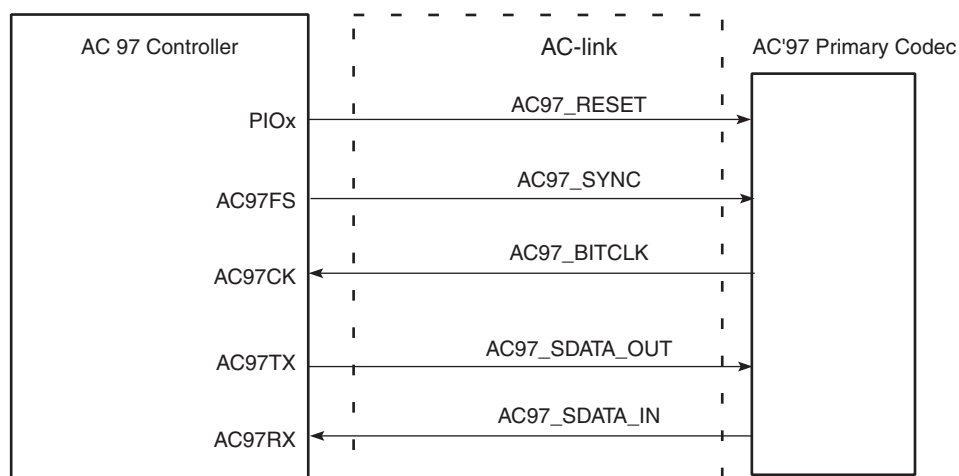 AC 97 Controller
AC-link
AC'97 Primary Codec
PIOx
AC97_RESET
AC97FS
AC97_SYNC
AC97CK
AC97_BITCLK
AC97TX
AC97_SDATA_OUT
AC97RX
AC97_SDATA_IN